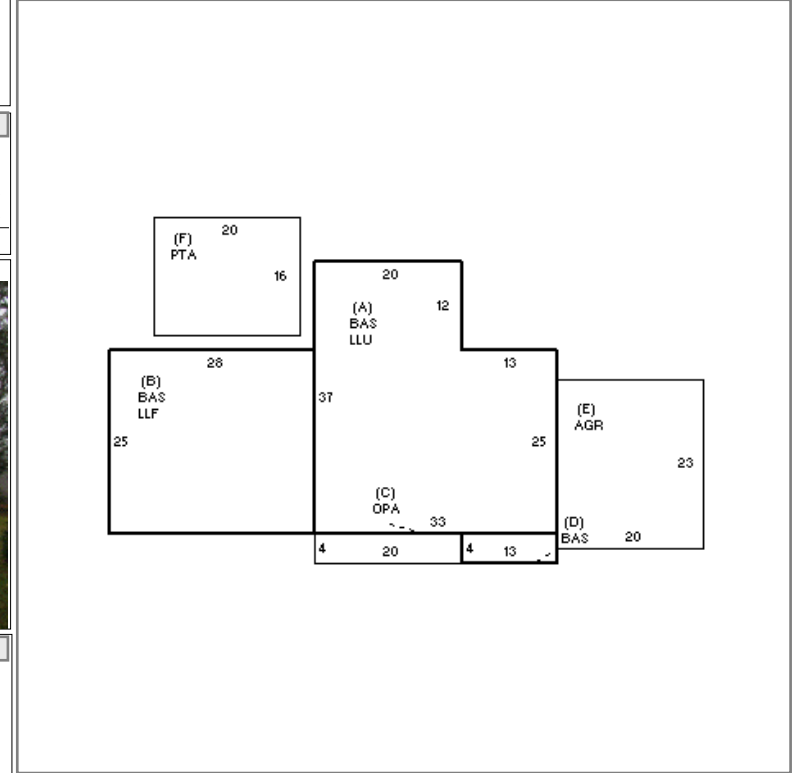 20
(F)
PTA
16
20
(A)
BAS
LLU
12
28
13
(B)
BAS
LLF
37
(E)
AGR
25
25
23
(C)
OPA
33
(D)
BAS
20
4
20
4
13